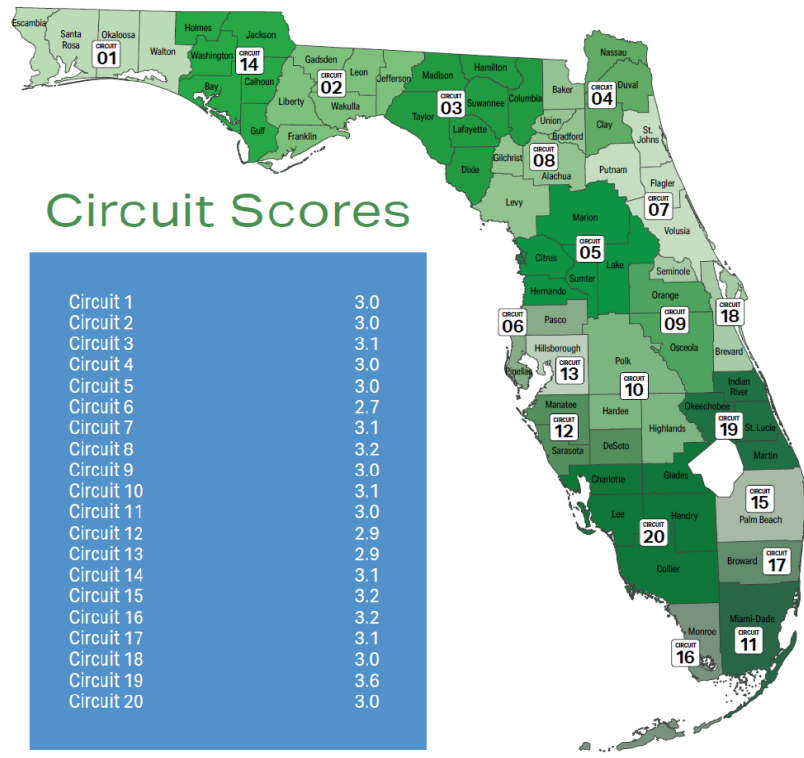 Escambia
Santa
Rosa
Okaloosa
Walton
CIRCUIT
01
Holmes
Jackson
Washington
CIRCUIT
14
Calhoun
Bay
Gulf
Gadsden
CIRCUIT
02
Leon
Jefferson
Liberty
Wakulla
Franklin
Madison
Hamilton
CIRCUIT
03
Suwannee
Columbia
Taylor
Lafayette
Dixie
Nassau
Baker
CIRCUIT
04
Duval
Clay
Union
Bradford
CIRCUIT
08
Gilchrist
Alachua
Levy
St.
Johns
Putnam
Flagler
CIRCUIT
07
Volusia
Marion
CIRCUIT
05
Citrus
Lake
Sumter
Hernando
Seminole
Orange
CIRCUIT
09
Osceola
CIRCUIT
18
Brevard
CIRCUIT
06
Pasco
Pinellas
Hillsborough
CIRCUIT
13
Polk
CIRCUIT
10
Hardee
Highlands
Manatee
CIRCUIT
12
Sarasota
DeSoto
Indian
River
Okeechobee
CIRCUIT
19
St. Lucie
Martin
Charlotte
Glades
Lee
Hendry
CIRCUIT
20
Collier
CIRCUIT
15
Palm Beach
Broward
CIRCUIT
17
Miami-Dade
CIRCUIT
11
Monroe
CIRCUIT
16
Circuit Scores
Circuit 1 3.0
Circuit 2 3.0
Circuit 3 3.1
Circuit 4 3.0
Circuit 5 3.0
Circuit 6 2.7
Circuit 7 3.1
Circuit 8 3.2
Circuit 9 3.0
Circuit 10 3.1
Circuit 11 3.0
Circuit 12 2.9
Circuit 13 2.9
Circuit 14 3.1
Circuit 15 3.2
Circuit 16 3.2
Circuit 17 3.1
Circuit 18 3.0
Circuit 19 3.6
Circuit 20 3.0